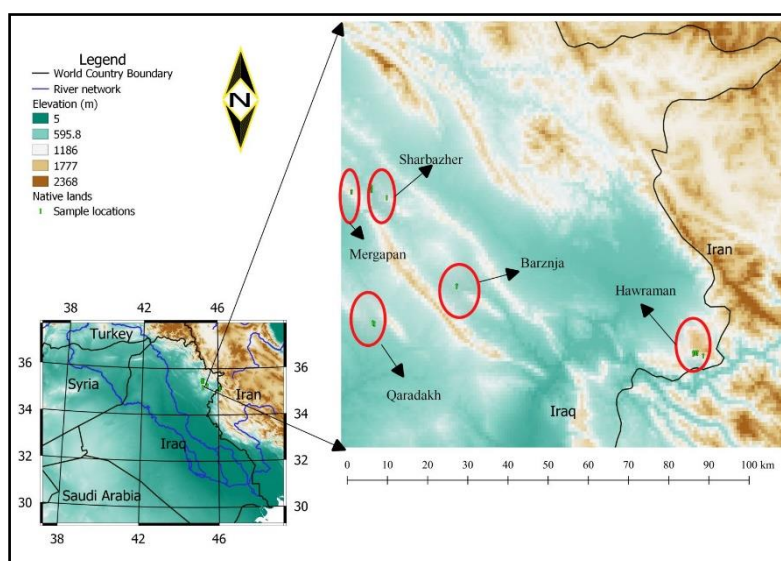 Legend
World Country Boundary
River network
Elevation (m)
5
595.8
1186
1777
2368
Native lands
Sample locations
N
Sharbazher
Mergapan
Barznja
Iran
Hawraman
Qaradakh
Iraq
0 10 20 30 40 50 60 70 80 90 100 km
38 42 46
Turkey
36 36
Syria
Iran
34 34
Iraq
32 32
Saudi Arabia
30 30
38 42 46